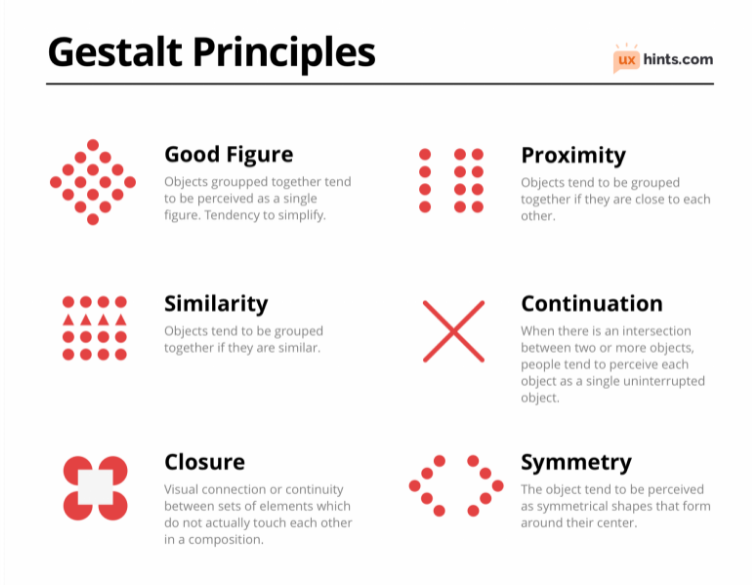 Gestalt Principles
ux hints.com
Good Figure
Objects groupped together tend
to be perceived as a single
figure. Tendency to simplify.
Proximity
Objects tend to be grouped
together if they are close to each
other.
Similarity
Objects tend to be grouped
together if they are similar.
Continuation
When there is an intersection
between two or more objects,
people tend to perceive each
object as a single uninterrupted
object.
Closure
Visual connection or continuity
between sets of elements which
do not actually touch each other
in a composition.
Symmetry
The object tend to be perceived
as symmetrical shapes that form
around their center.